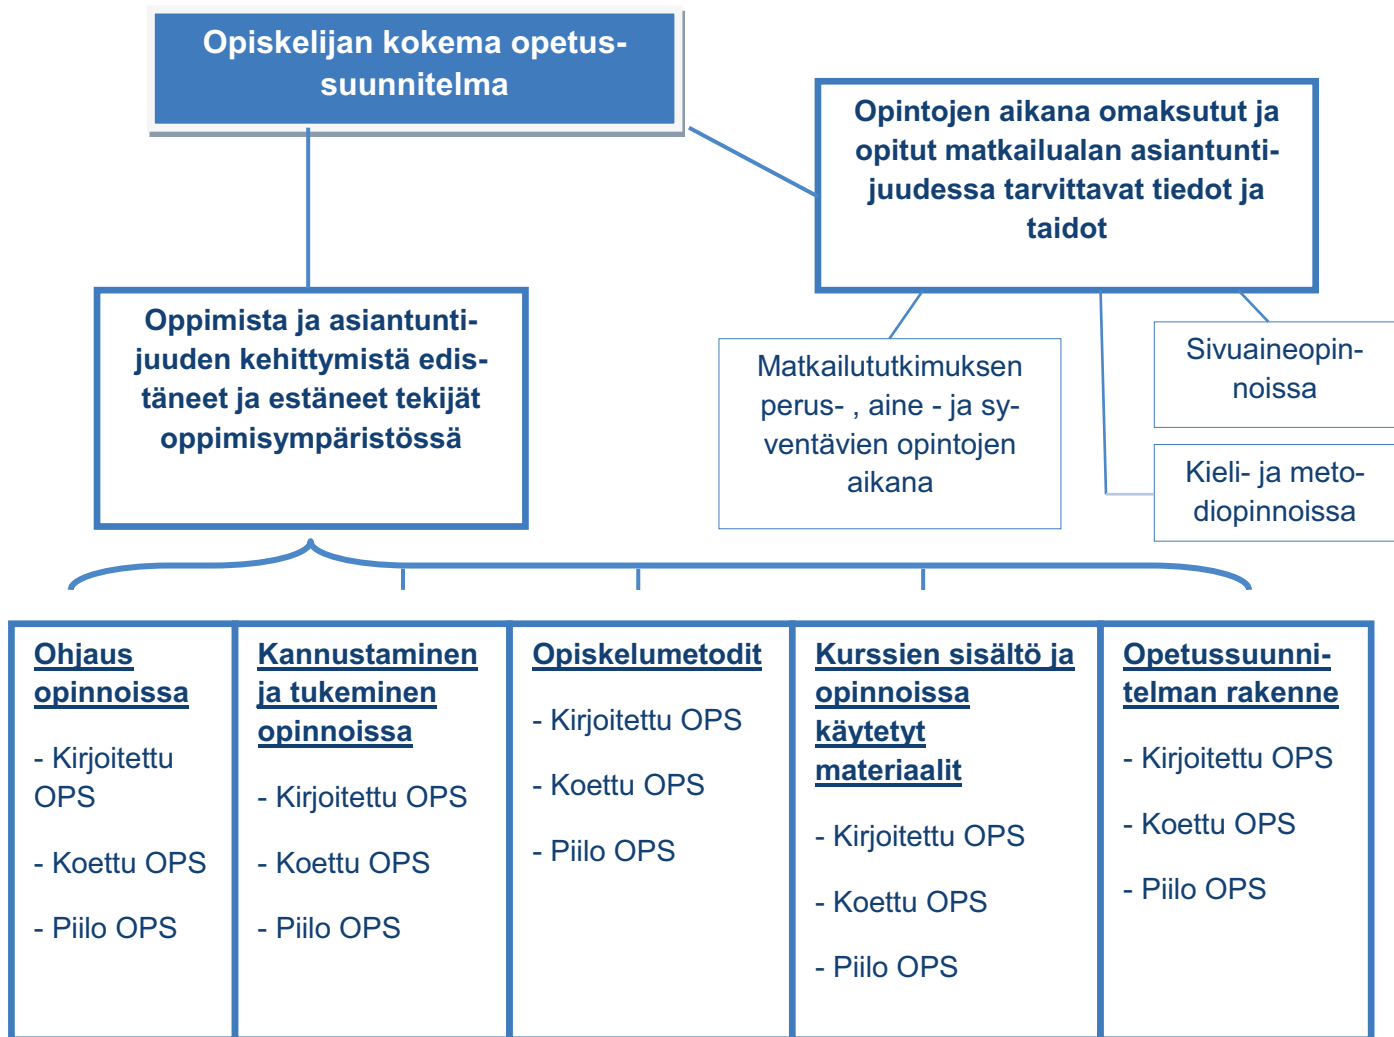 Opiskelijan kokema opetus-
suunnitelma
Opintojen aikana omaksutut ja
opitut matkailualan asiantunti-
juudessa tarvittavat tiedot ja
taidot
Oppimista ja asiantunti-
juuden kehittymistä edis-
täneet ja estäneet tekijät
oppimisympäristössä
Matkailututkimuksen
perus- , aine - ja sy-
ventävien opintojen
aikana
Sivuaineopin-
noissa
Kieli- ja meto-
diopinnoissa
Ohjaus
opinnoissa
- Kirjoitettu
OPS
- Koettu OPS
- Piilo OPS
Kannustaminen
ja tukeminen
opinnoissa
- Kirjoitettu OPS
- Koettu OPS
- Piilo OPS
Opiskelumetodit
- Kirjoitettu OPS
- Koettu OPS
- Piilo OPS
Kurssien sisältö ja
opinnoissa
käytetyt
materiaalit
- Kirjoitettu OPS
- Koettu OPS
- Piilo OPS
Opetussuunni-
telman rakenne
- Kirjoitettu OPS
- Koettu OPS
- Piilo OPS